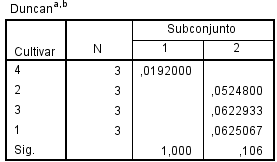 Duncan a,b
Cultivar N Subconjunto
1 2
4 3 ,0192000
2 3 ,0524800
3 3 ,0622933
1 3 ,0625067
Sig. 1,000 ,106